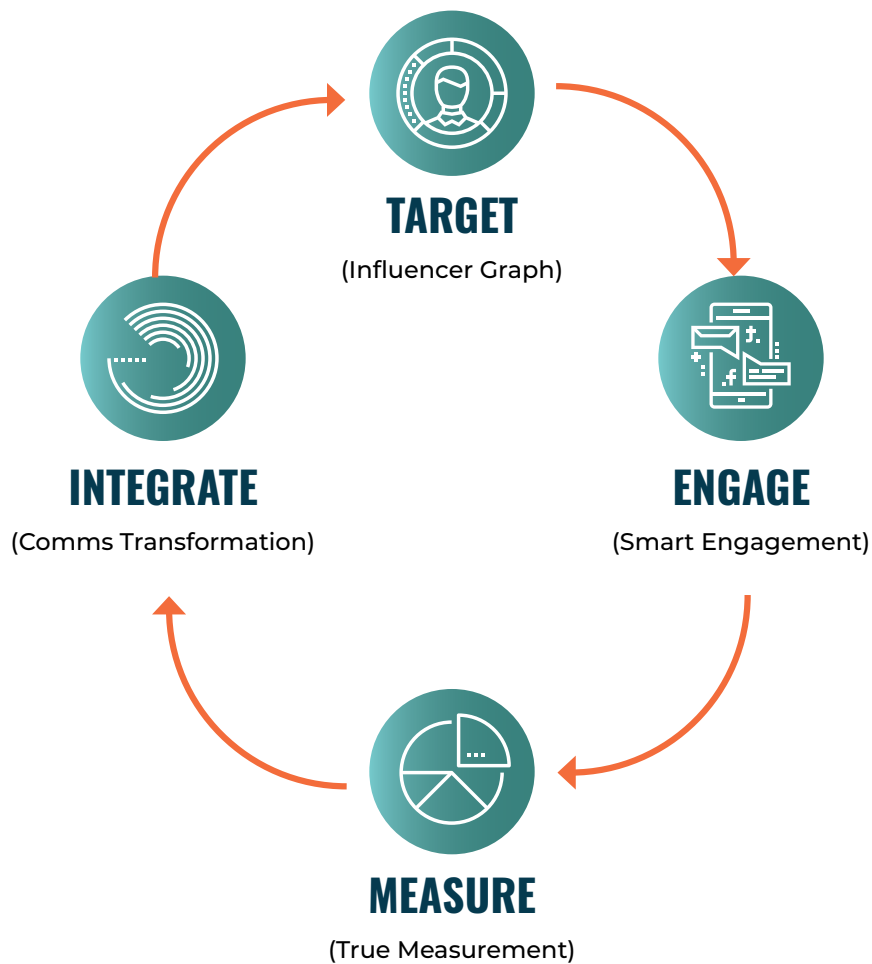 TARGET
(Influencer Graph)
ENGAGE
(Smart Engagement)
MEASURE
(True Measurement)
INTEGRATE
(Comms Transformation)